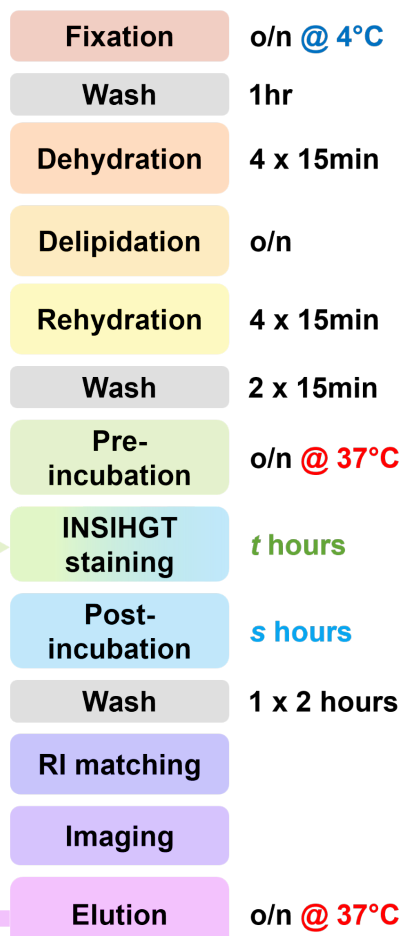 Fixation o/n @ 4°C
Wash 1hr
Dehydration 4 x 15min
Delipidation o/n
Rehydration 4 x 15min
Wash 2 x 15min
Pre-
incubation o/n @ 37°C
INSIHGT
staining t hours
Post-
incubation s hours
Wash 1 x 2 hours
RI matching
Imaging
Elution o/n @ 37°C